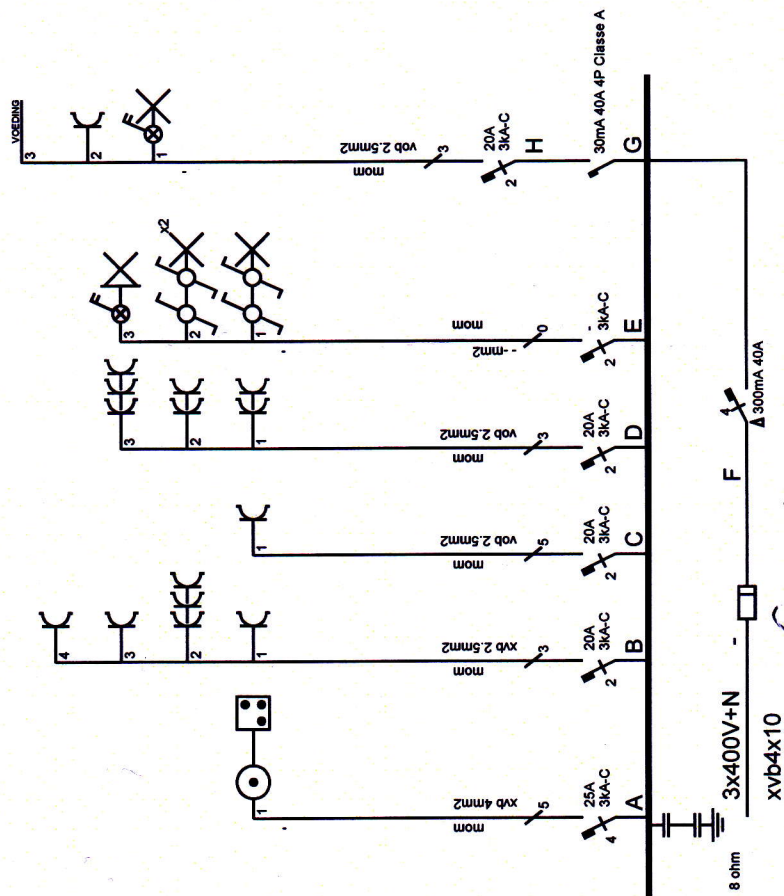 VOEDING
3
2
1
vob 2.5mm2
mom
3
20A
3kA-C
2
H
30mA 40A 4P Classe A
G
x2
3
2
1
--mm2
mom
0
-
3kA-C
2
E
3
2
1
vob 2.5mm2
mom
3
20A
3kA-C
2
D
1
vob 2.5mm2
mom
5
20A
3kA-C
2
C
4
3
2
1
xvb 2.5mm2
mom
3
20A
3kA-C
2
B
1
xvb 4mm2
mom
5
25A
3kA-C
4
A
4
Δ 300mA 40A
F
-
3x400V+N
xvb4x10
8 ohm